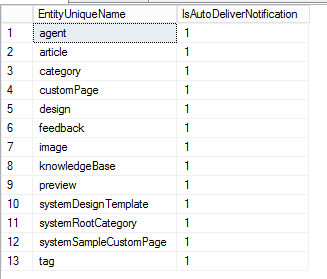 EntityUniqueName IsAutoDeliverNotification
1 agent 1
2 article 1
3 category 1
4 customPage 1
5 design 1
6 feedback 1
7 image 1
8 knowledgeBase 1
9 preview 1
10 systemDesignTemplate 1
11 systemRootCategory 1
12 systemSampleCustomPage 1
13 tag 1